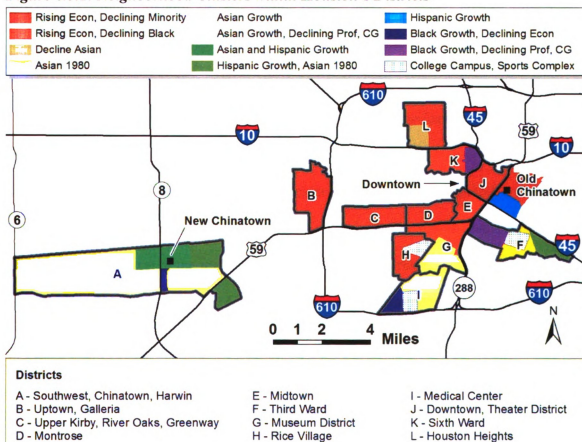 Rising Econ, Declining Minority
Rising Econ, Declining Black
Decline Asian
Asian 1980
Asian Growth
Asian Growth, Declining Prof, CG
Asian and Hispanic Growth
Hispanic Growth, Asian 1980
Hispanic Growth
Black Growth, Declining Econ
Black Growth, Declining Prof, CG
College Campus, Sports Complex
610
45
59
10
10
L
K
Downtown
J
Old
Chinatown
6
8
B
E
C
D
New Chinatown
59
H
G
F
45
A
I
610
288
610
0 1 2 4
Miles
N
Districts
A - Southwest, Chinatown, Harwin
B - Uptown, Galleria
C - Upper Kirby, River Oaks, Greenway
D - Montrose
E - Midtown
F - Third Ward
G - Museum District
H - Rice Village
I - Medical Center
J - Downtown, Theater District
K - Sixth Ward
L - Houston Heights